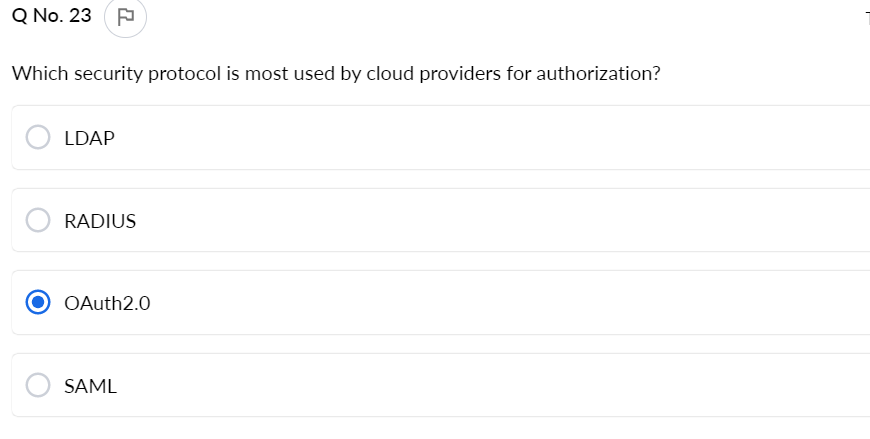 Q No. 23
Which security protocol is most used by cloud providers for authorization?
LDAP
RADIUS
OAuth2.0
SAML